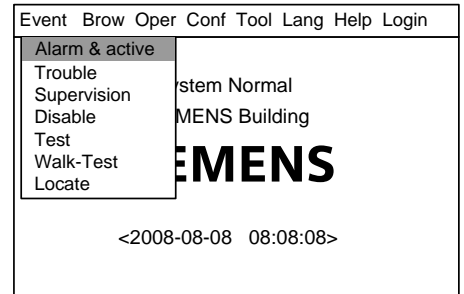 Event Brow Oper Conf Tool Lang Help Login
Alarm & active
Trouble
Supervision
Disable
Test
Walk-Test
Locate
ystem Normal
MENS Building
EMENS
<2008-08-08 08:08:08>